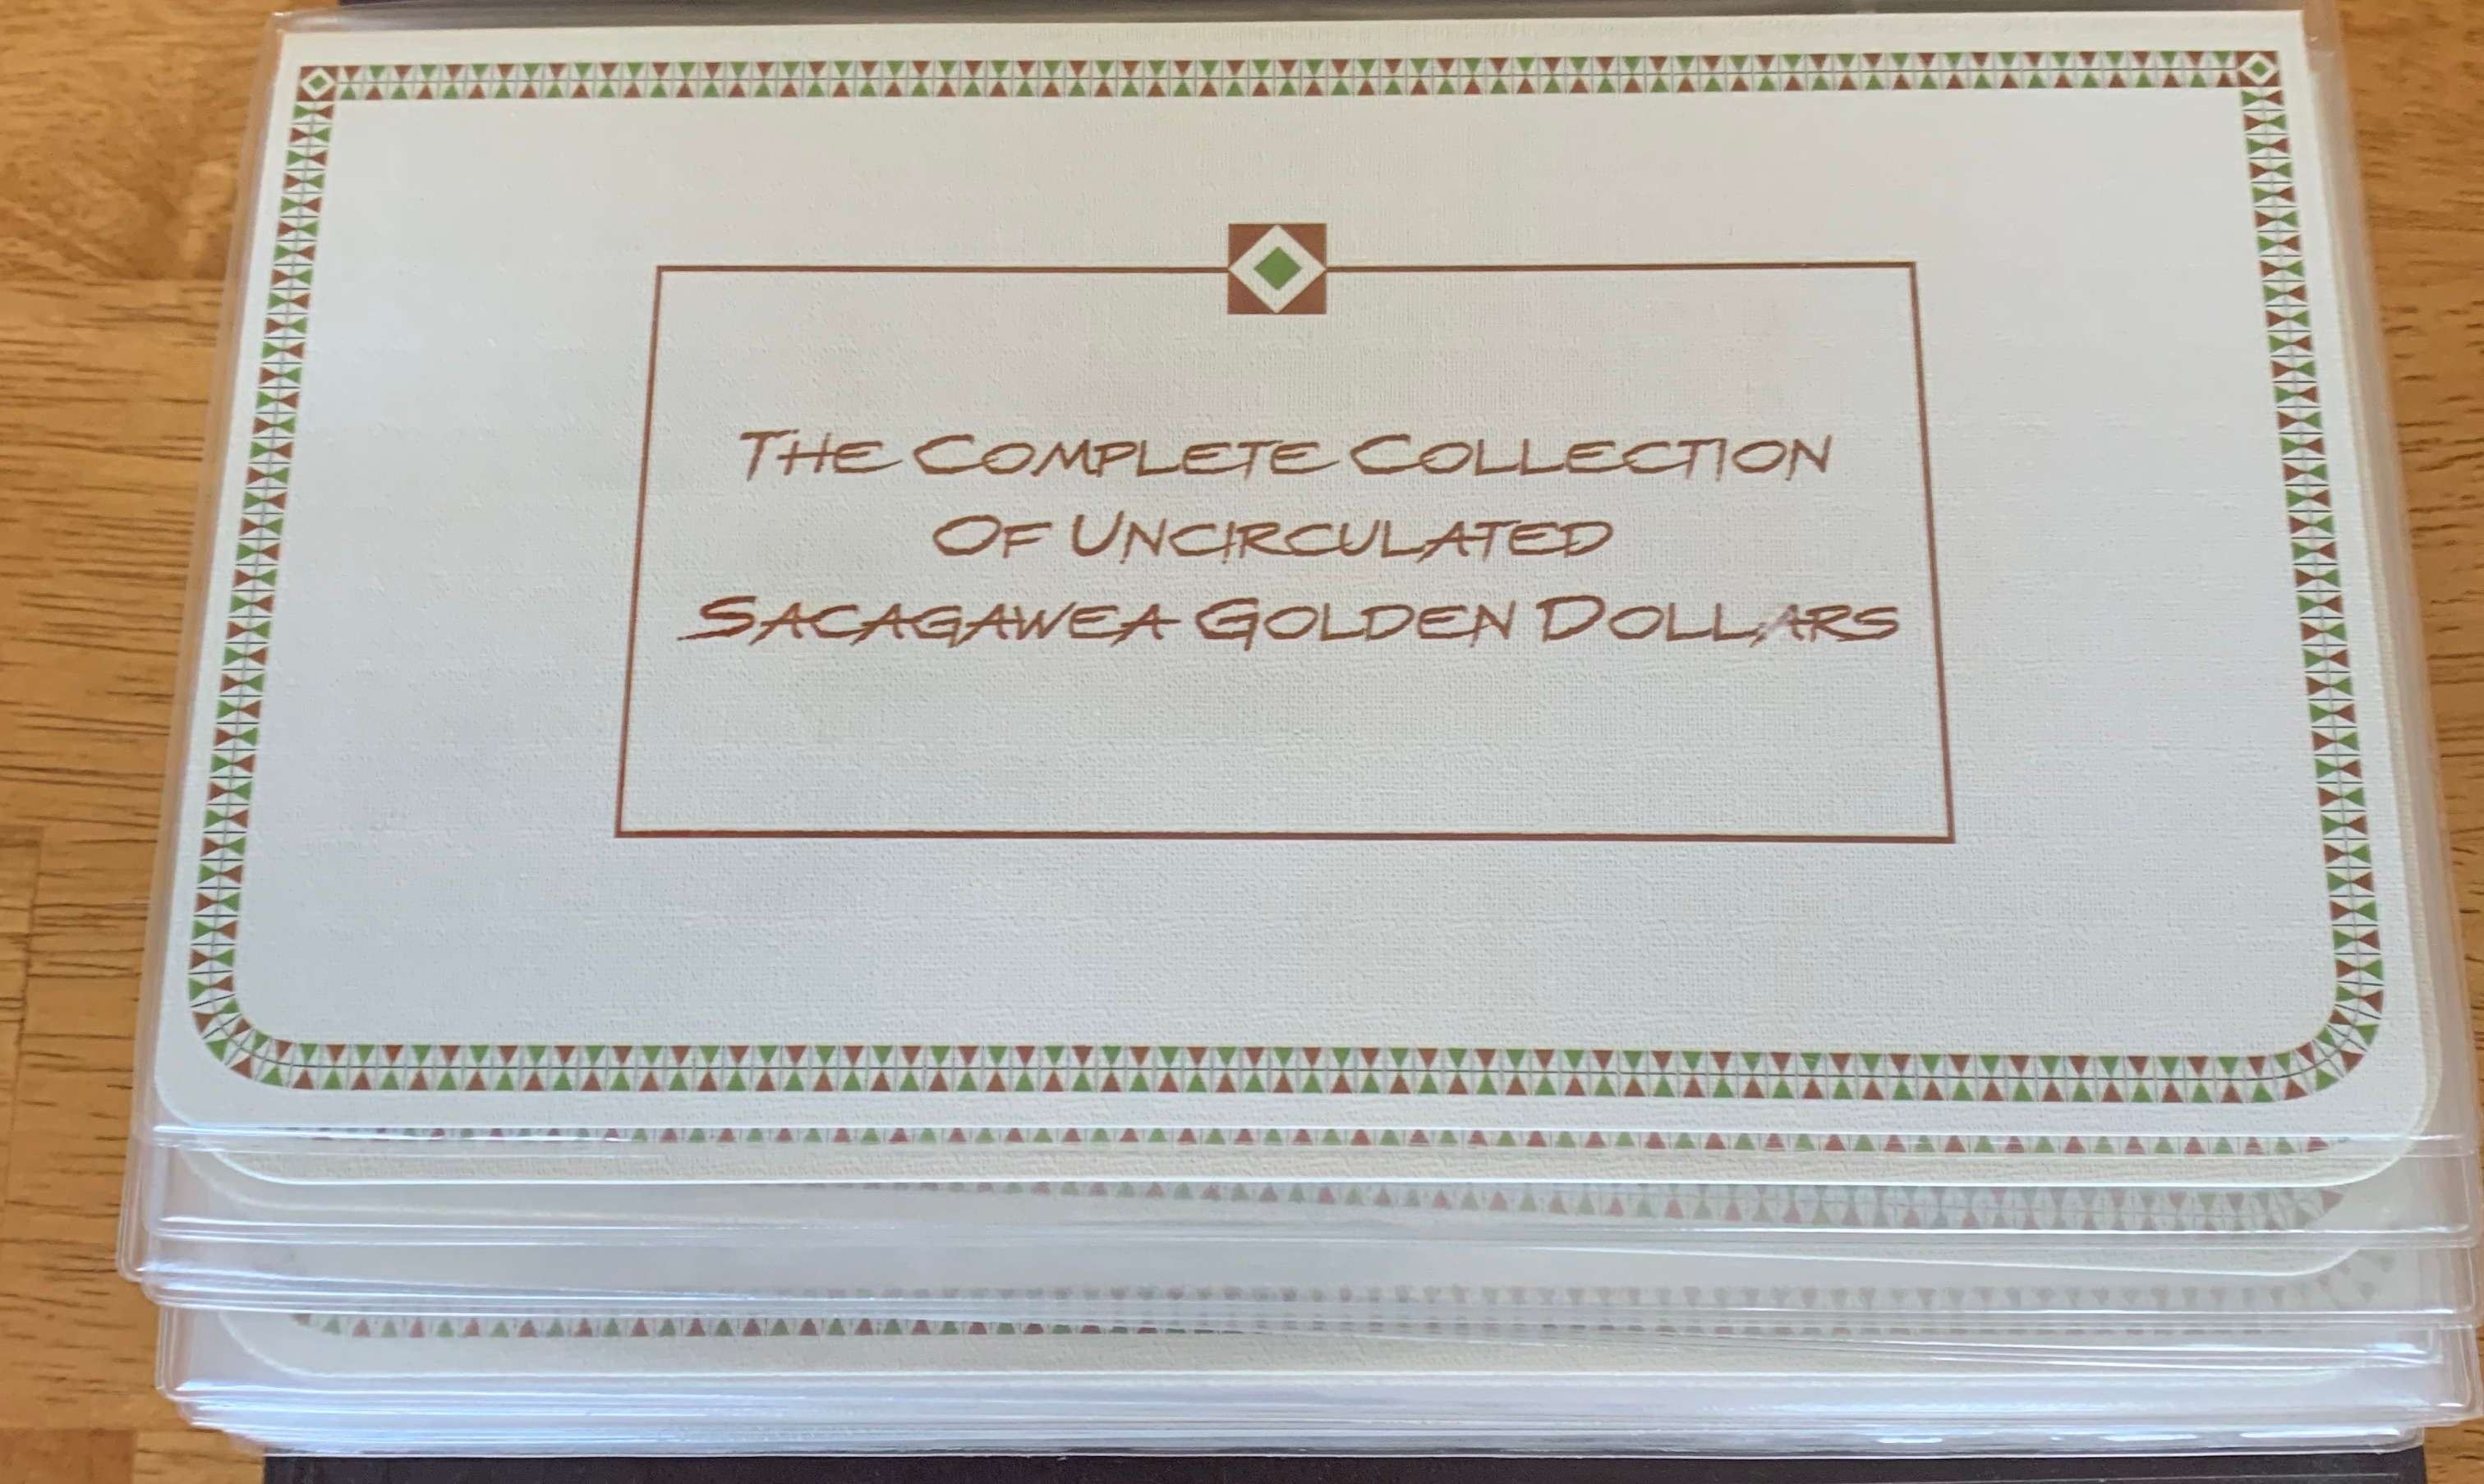 The Complete Collection
Of Uncirculated
Sacagawea Golden Dollars